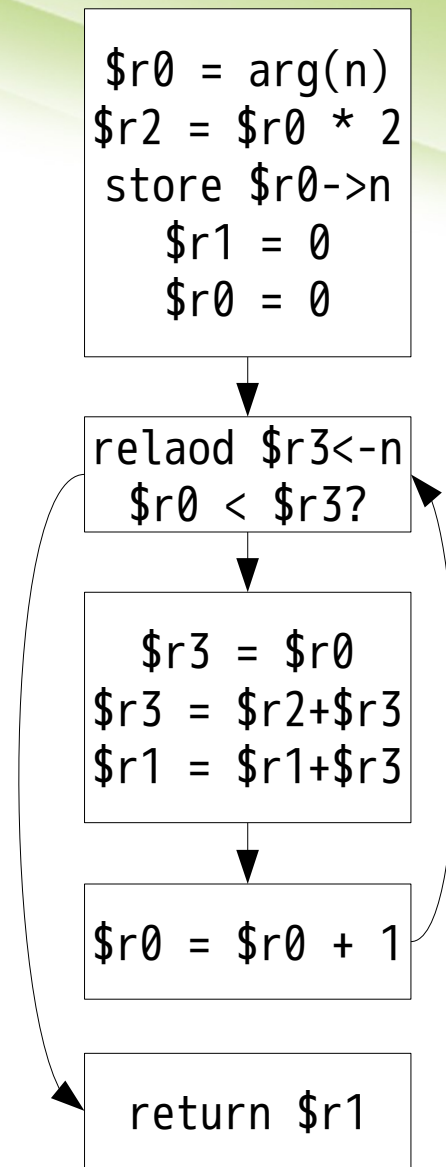 $r0 = arg(n)
$r2 = $r0 * 2
store $r0->n
$r1 = 0
$r0 = 0
relaod $r3<-n
$r0 < $r3?
$r3 = $r0
$r3 = $r2+$r3
$r1 = $r1+$r3
$r0 = $r0 + 1
return $r1